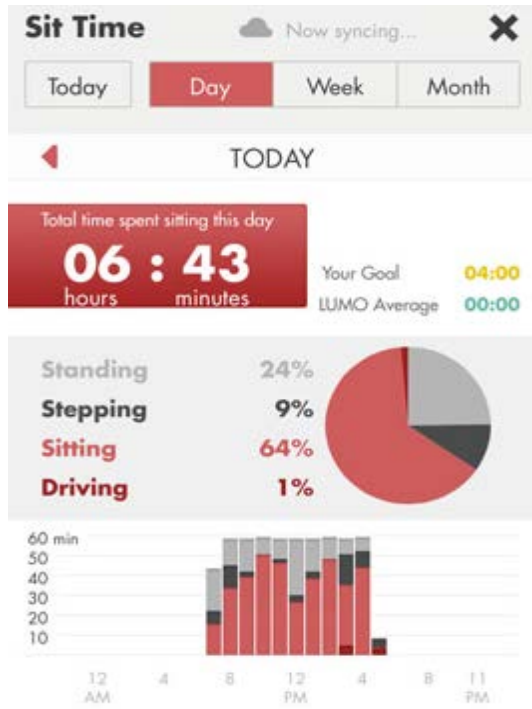 Sit Time Now syncing...
Today Day Week Month
TODAY
Total time spent sitting this day
06 : 43
hours minutes
Your Goal 04:00
LUMO Average 00:00
Standing 24%
Stepping 9%
Sitting 64%
Driving 1%
60 min
50
40
30
20
10
12 4 8 12 4 8 11
AM PM PM